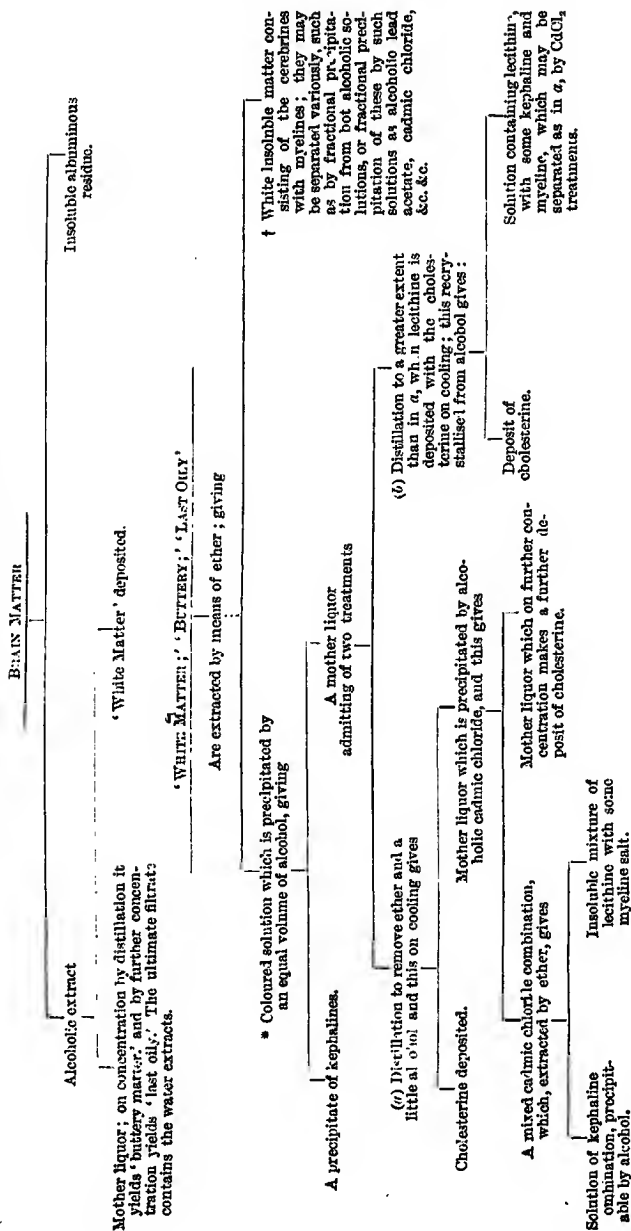 BRAIN MATTER
Alcoholic extract
Insoluble albuminous
residue.
Mother liquor; on concentration by distillation it
yields 'buttery matter,' and by further concen-
tration yields 'last oily.' The ultimate filtrate
contains the water extracts.
'White Matter' deposited.
'WHITE MATTER;' 'BUTTERY;' 'LAST OILY'
Are extracted by means of ether; giving
* Coloured solution which is precipitated by
an equal volume of alcohol, giving
† White insoluble matter con-
sisting of the cerebrines
with myelines; they may
be separated variously, such
as by fractional precipita-
tion from bot alcoholic so-
lutions, or fractional preci-
pitation of these by such
solutions as alcoholic lead
acetate, cadmic chloride,
&c. &c.
A precipitate of kephalines.
A mother liquor
admitting of two treatments
(a) Distillation to remove ether and a
little alcohol and this on cooling gives
(b) Distillation to a greater extent
than in a, when lecithine is
deposited with the choles-
terine on cooling; this recry-
stallised from alcohol gives:
Cholesterine deposited.
Mother liquor which is precipitated by alco-
holic cadmic chloride, and this gives
Deposit of
cholesterine.
Solution containing lecithin,
with some kephaline and
myeline, which may be
separated as in a, by CdCl₂
treatments.
A mixed cadmic chloride combination,
which, extracted by ether, gives
Mother liquor which on further con-
centration makes a further de-
posit of cholesterine.
Solution of kephaline
ombination, precipit-
able by alcohol.
Insoluble mixture of
lecithine with some
myeline salt.